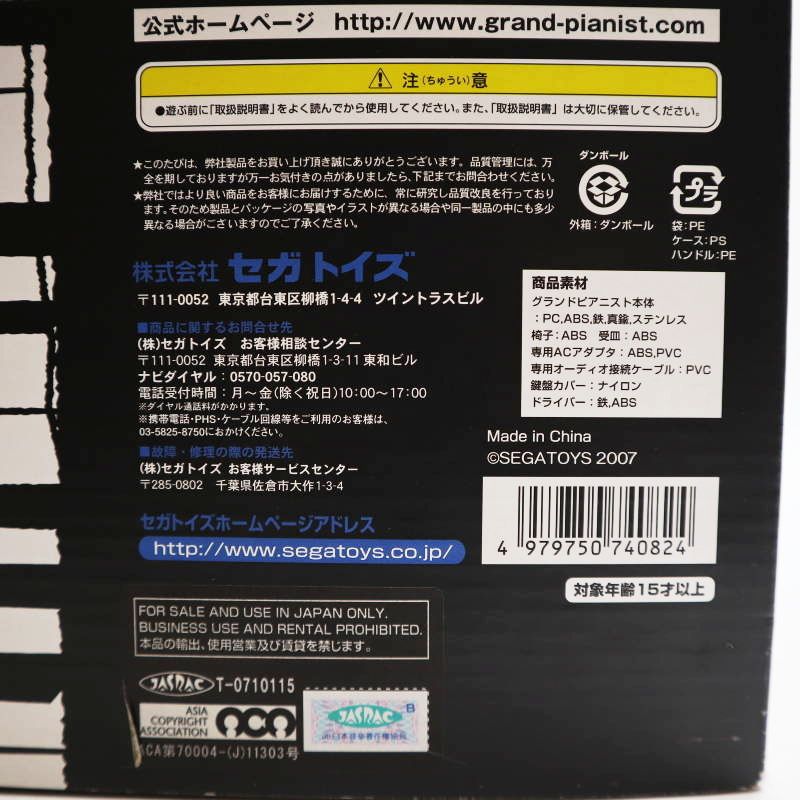 公式ホームページ http://www.grand-pianist.com
注(ちゅうい)意
●遊ぶ前に「取扱説明書」をよく読んでから使用してください。また、「取扱説明書」は大切に保管してください。
★このたびは、弊社製品をお買い上げ頂き誠にありがとうございます。品質管理には、万
全を期しておりますが万一お気付きの点がありましたら、下記までお問合わせください。
★弊社ではより良い商品をお客様にお届けするために、常に研究し品質改良を行っており
ます。そのため製品とパッケージの写真やイラストが異なる場合や同一製品の中にも多少
異なる場合がございますのでご了承ください。
ダンボール
外箱：ダンボール
プラ
袋：PE
ケース：PS
ハンドル：PE
株式会社 セガトイズ
〒111-0052 東京都台東区柳橋1-4-4 ツイントラスビル
■商品に関するお問合せ先
(株)セガトイズ お客様相談センター
〒111-0052 東京都台東区柳橋1-3-11 東和ビル
ナビダイヤル：0570-057-080
電話受付時間：月〜金(除く祝日)10:00〜17:00
※ダイヤル通話料がかかります。
※携帯電話・PHS・ケーブル回線等をご利用のお客様は、
03-5825-8750におかけください。
■故障・修理の際の発送先
(株)セガトイズ お客様サービスセンター
〒285-0802 千葉県佐倉市大作1-3-4
セガトイズホームページアドレス
http://www.segatoys.co.jp/
商品素材
グランドピアニスト本体
：PC,ABS,鉄,真鍮,ステンレス
椅子：ABS 受皿：ABS
専用ACアダプタ：ABS,PVC
専用オーディオ接続ケーブル：PVC
鍵盤カバー：ナイロン
ドライバー：鉄,ABS
Made in China
©SEGATOYS 2007
4 979750 740824
対象年齢15才以上
FOR SALE AND USE IN JAPAN ONLY.
BUSINESS USE AND RENTAL PROHIBITED.
本品の輸出、使用営業及び賃貸を禁じます。
JASRAC T-0710115
ASIA
COPYRIGHT
ASSOCIATION
ACA
CA第70004-(J)11303号
JASRAC B